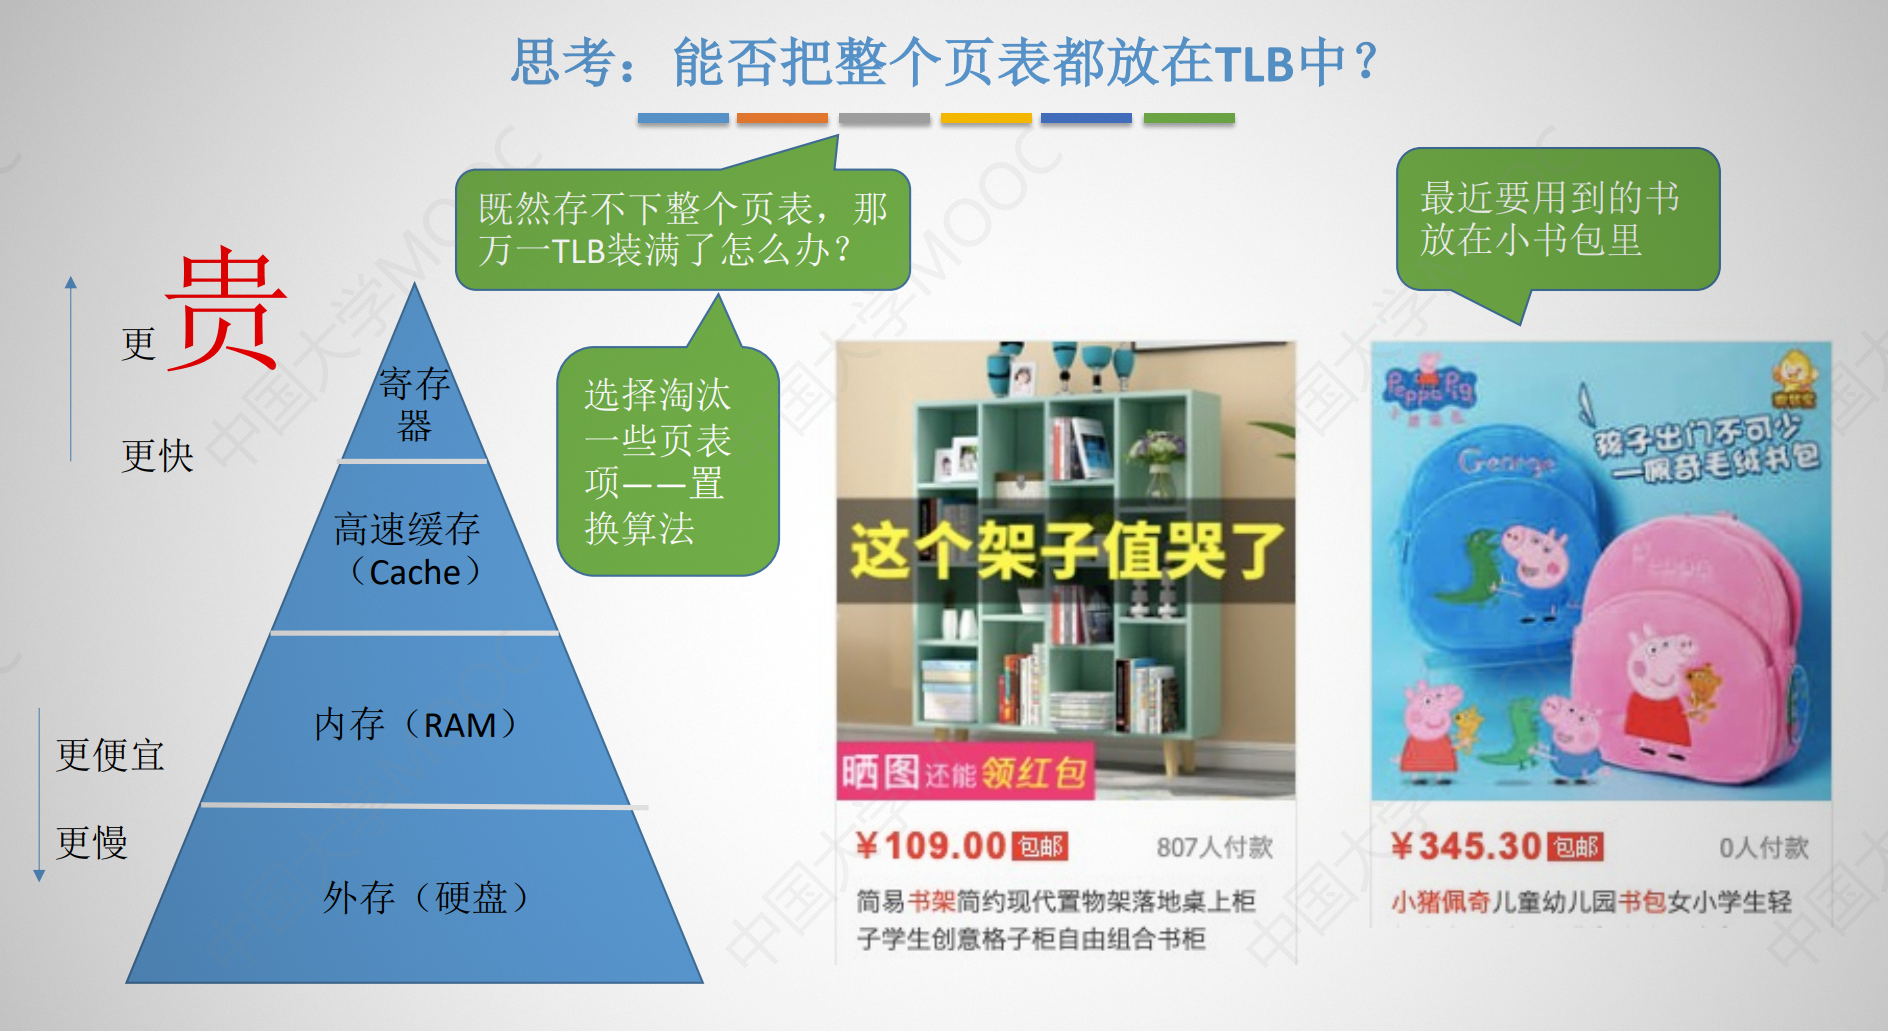 思考：能否把整个页表都放在TLB中？
既然存不下整个页表，那
万一TLB装满了怎么办？
最近要用到的书
放在小书包里
更贵
更快
选择淘汰
一些页表
项——置
换算法
寄存
器
高速缓存
（Cache）
内存（RAM）
外存（硬盘）
更便宜
更慢
这个架子值哭了
晒图还能领红包
¥109.00 包邮 807人付款
简易书架简约现代置物架落地桌上柜
子学生创意格子柜自由组合书柜
Peppa Pig
小猪佩奇
孩子出门不可少
一佩奇毛绒书包
George
Peppa
¥345.30 包邮 0人付款
小猪佩奇儿童幼儿园书包女小学生轻
中国大学MOOC